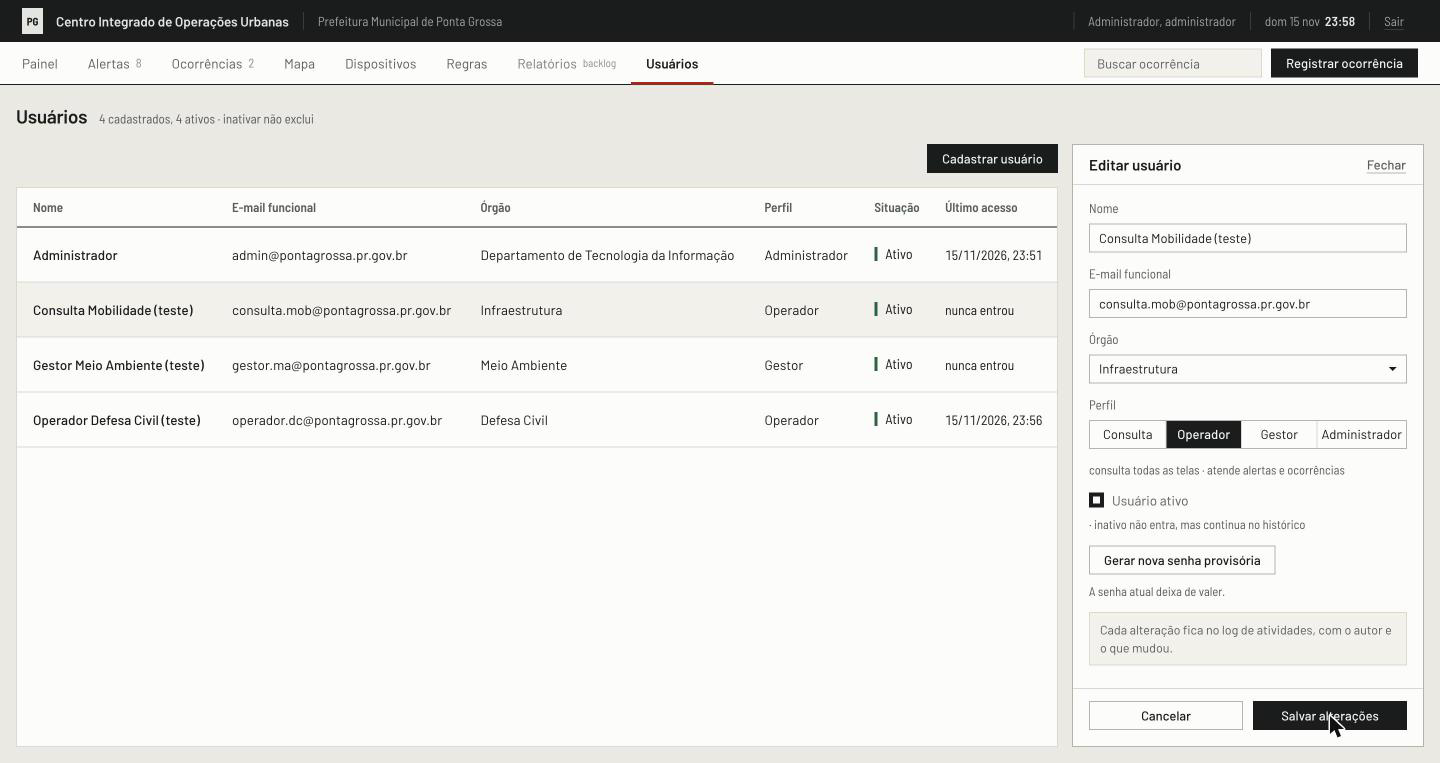 PG Centro Integrado de Operações Urbanas Prefeitura Municipal de Ponta Grossa Administrador, administrador dom 15 nov 23:58 Sair
Painel Alertas 8 Ocorrências 2 Mapa Dispositivos Regras Relatórios backlog Usuários Buscar ocorrência Registrar ocorrência
Usuários 4 cadastrados, 4 ativos · inativar não exclui
Cadastrar usuário
Nome E-mail funcional Órgão Perfil Situação Último acesso
Administrador admin@pontagrossa.pr.gov.br Departamento de Tecnologia da Informação Administrador Ativo 15/11/2026, 23:51
Consulta Mobilidade (teste) consulta.mob@pontagrossa.pr.gov.br Infraestrutura Operador Ativo nunca entrou
Gestor Meio Ambiente (teste) gestor.ma@pontagrossa.pr.gov.br Meio Ambiente Gestor Ativo nunca entrou
Operador Defesa Civil (teste) operador.dc@pontagrossa.pr.gov.br Defesa Civil Operador Ativo 15/11/2026, 23:56
Editar usuário Fechar
Nome
Consulta Mobilidade (teste)
E-mail funcional
consulta.mob@pontagrossa.pr.gov.br
Órgão
Infraestrutura
Perfil
Consulta Operador Gestor Administrador
consulta todas as telas · atende alertas e ocorrências
Usuário ativo
· inativo não entra, mas continua no histórico
Gerar nova senha provisória
A senha atual deixa de valer.
Cada alteração fica no log de atividades, com o autor e
o que mudou.
Cancelar Salvar alterações